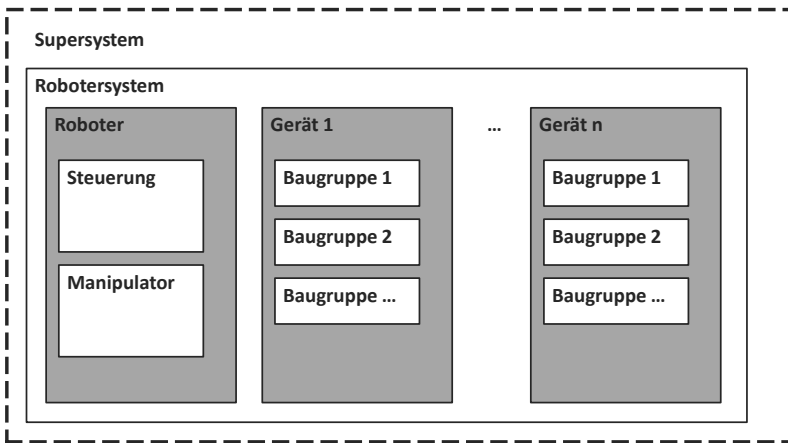 Supersystem
Robotersystem
Roboter
Steuerung
Manipulator
Gerät 1
Baugruppe 1
Baugruppe 2
Baugruppe ...
...
Gerät n
Baugruppe 1
Baugruppe 2
Baugruppe ...